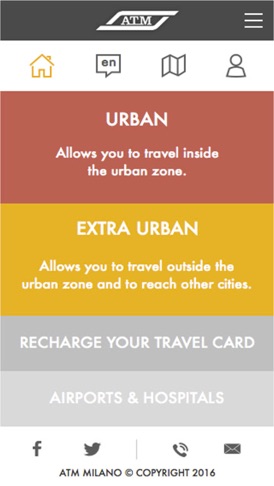 ATM
en
URBAN
Allows you to travel inside
the urban zone.
EXTRA URBAN
Allows you to travel outside the
urban zone and to reach other cities.
RECHARGE YOUR TRAVEL CARD
AIRPORTS & HOSPITALS
ATM MILANO © COPYRIGHT 2016